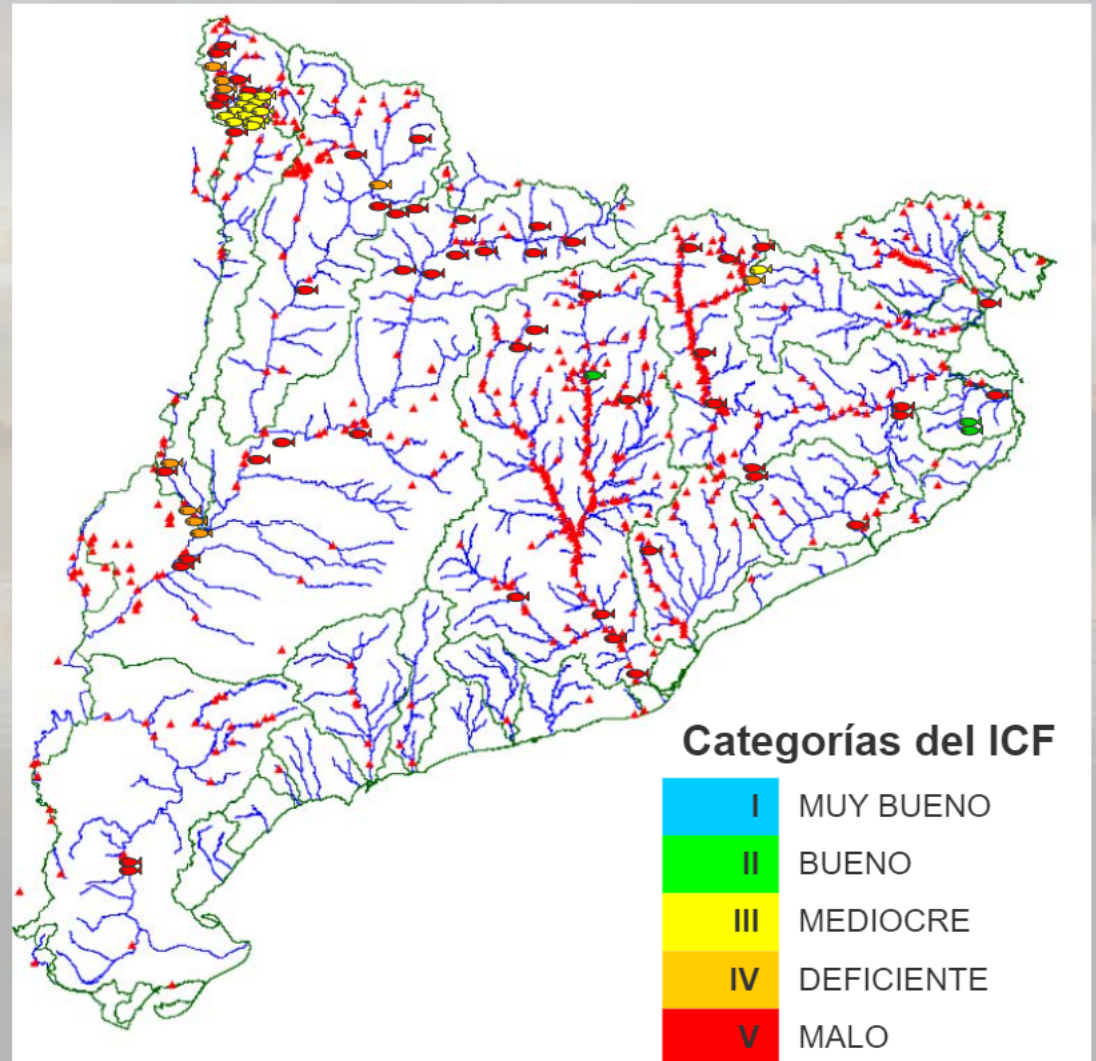 Categorías del ICF
I MUY BUENO
II BUENO
III MEDIOCRE
IV DEFICIENTE
V MALO